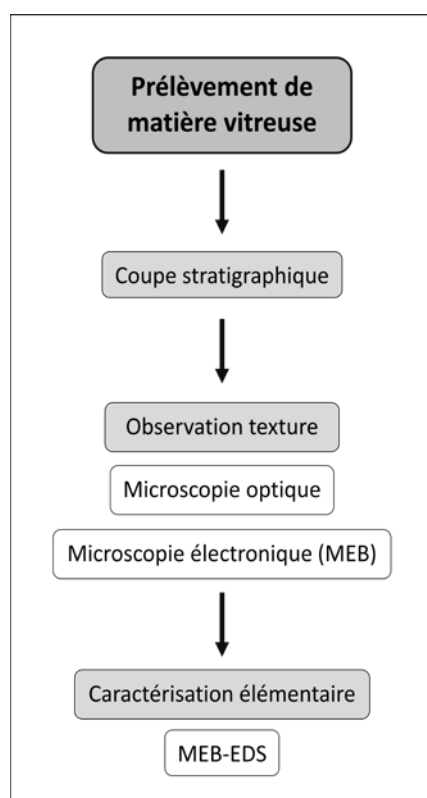 Prélèvement de
matière vitreuse
Coupe stratigraphique
Observation texture
Microscopie optique
Microscopie électronique (MEB)
Caractérisation élémentaire
MEB-EDS